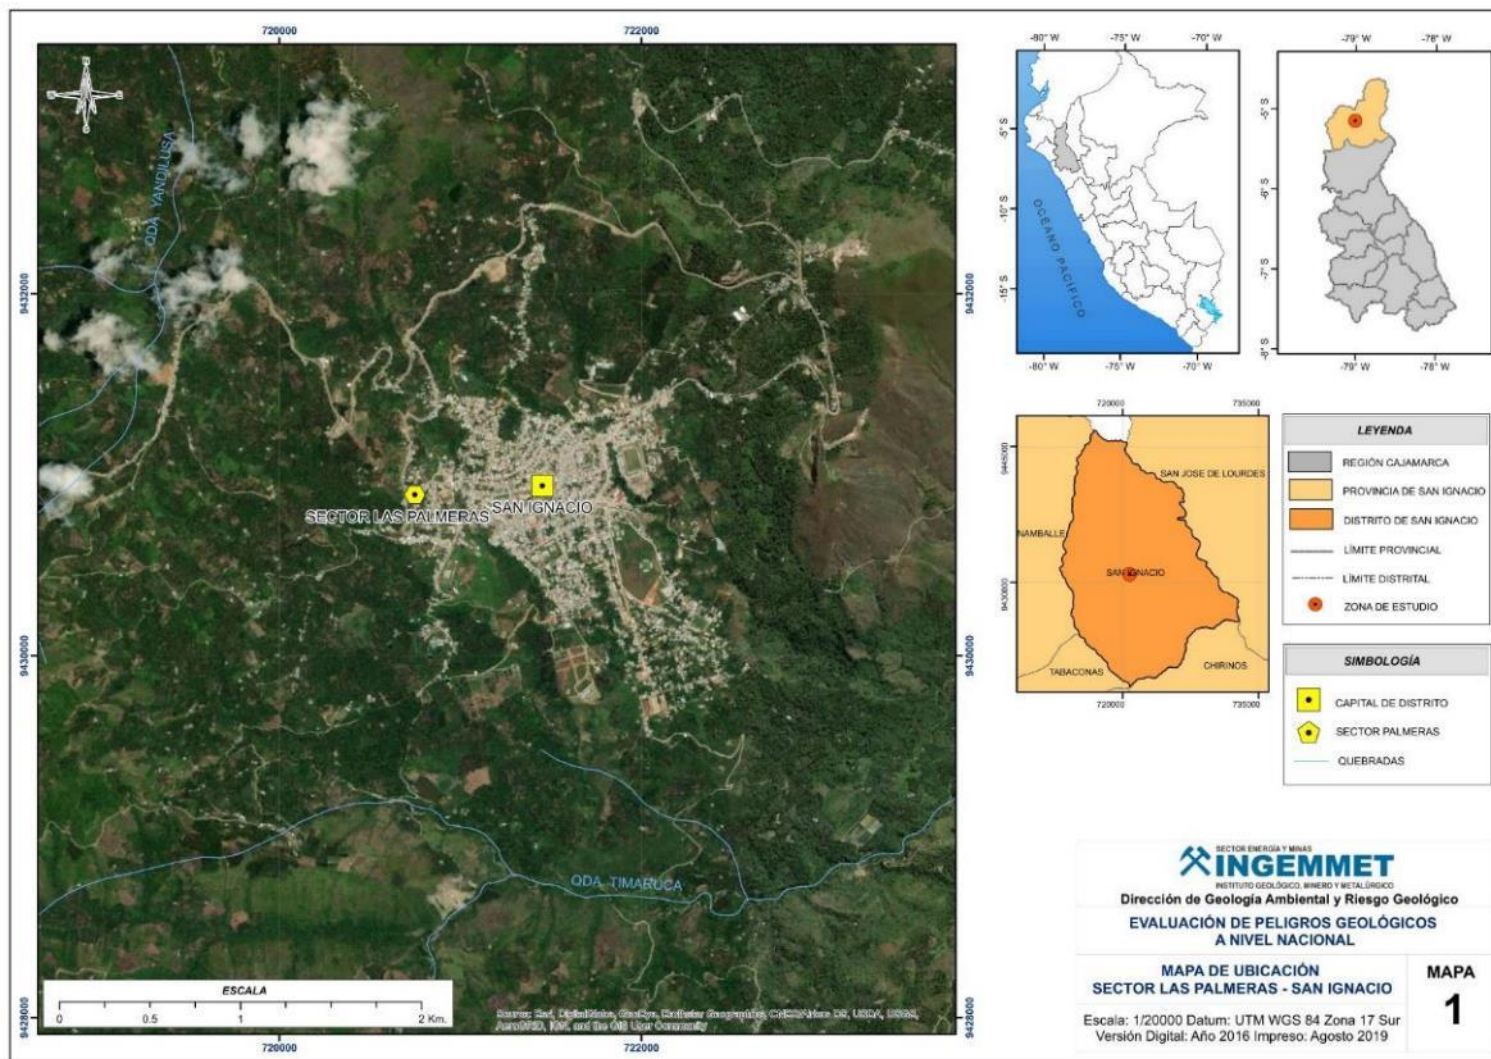 720000
722000
QDA YANDILUSA
9432000
9432000
SECTOR LAS PALMERAS
SAN IGNACIO
9430000
9430000
QDA TIMARUCA
ESCALA
0
0.5
1
2 Km.
9428000
9428000
720000
722000
-80° W
-75° W
-70° W
-5° S
-10° S
-15° S
OCEANO PACIFICO
-80° W
-75° W
-70° W
-79° W
-78° W
-5° S
-6° S
-7° S
-8° S
-79° W
-78° W
720000
735000
9445000
SAN JOSE DE LOURDES
NAMBALLE
SAN IGNACIO
9430000
TABACONAS
CHIRINOS
720000
735000
LEYENDA
REGIÓN CAJAMARCA
PROVINCIA DE SAN IGNACIO
DISTRITO DE SAN IGNACIO
LÍMITE PROVINCIAL
LÍMITE DISTRITAL
ZONA DE ESTUDIO
SIMBOLOGÍA
CAPITAL DE DISTRITO
SECTOR PALMERAS
QUEBRADAS
SECTOR ENERGÍA Y MINAS
INGEMMET
INSTITUTO GEOLÓGICO, MINERO Y METALÚRGICO
Dirección de Geología Ambiental y Riesgo Geológico
EVALUACIÓN DE PELIGROS GEOLÓGICOS
A NIVEL NACIONAL
MAPA DE UBICACIÓN
SECTOR LAS PALMERAS - SAN IGNACIO
MAPA
1
Escala: 1/20000 Datum: UTM WGS 84 Zona 17 Sur
Versión Digital: Año 2016 Impreso: Agosto 2019